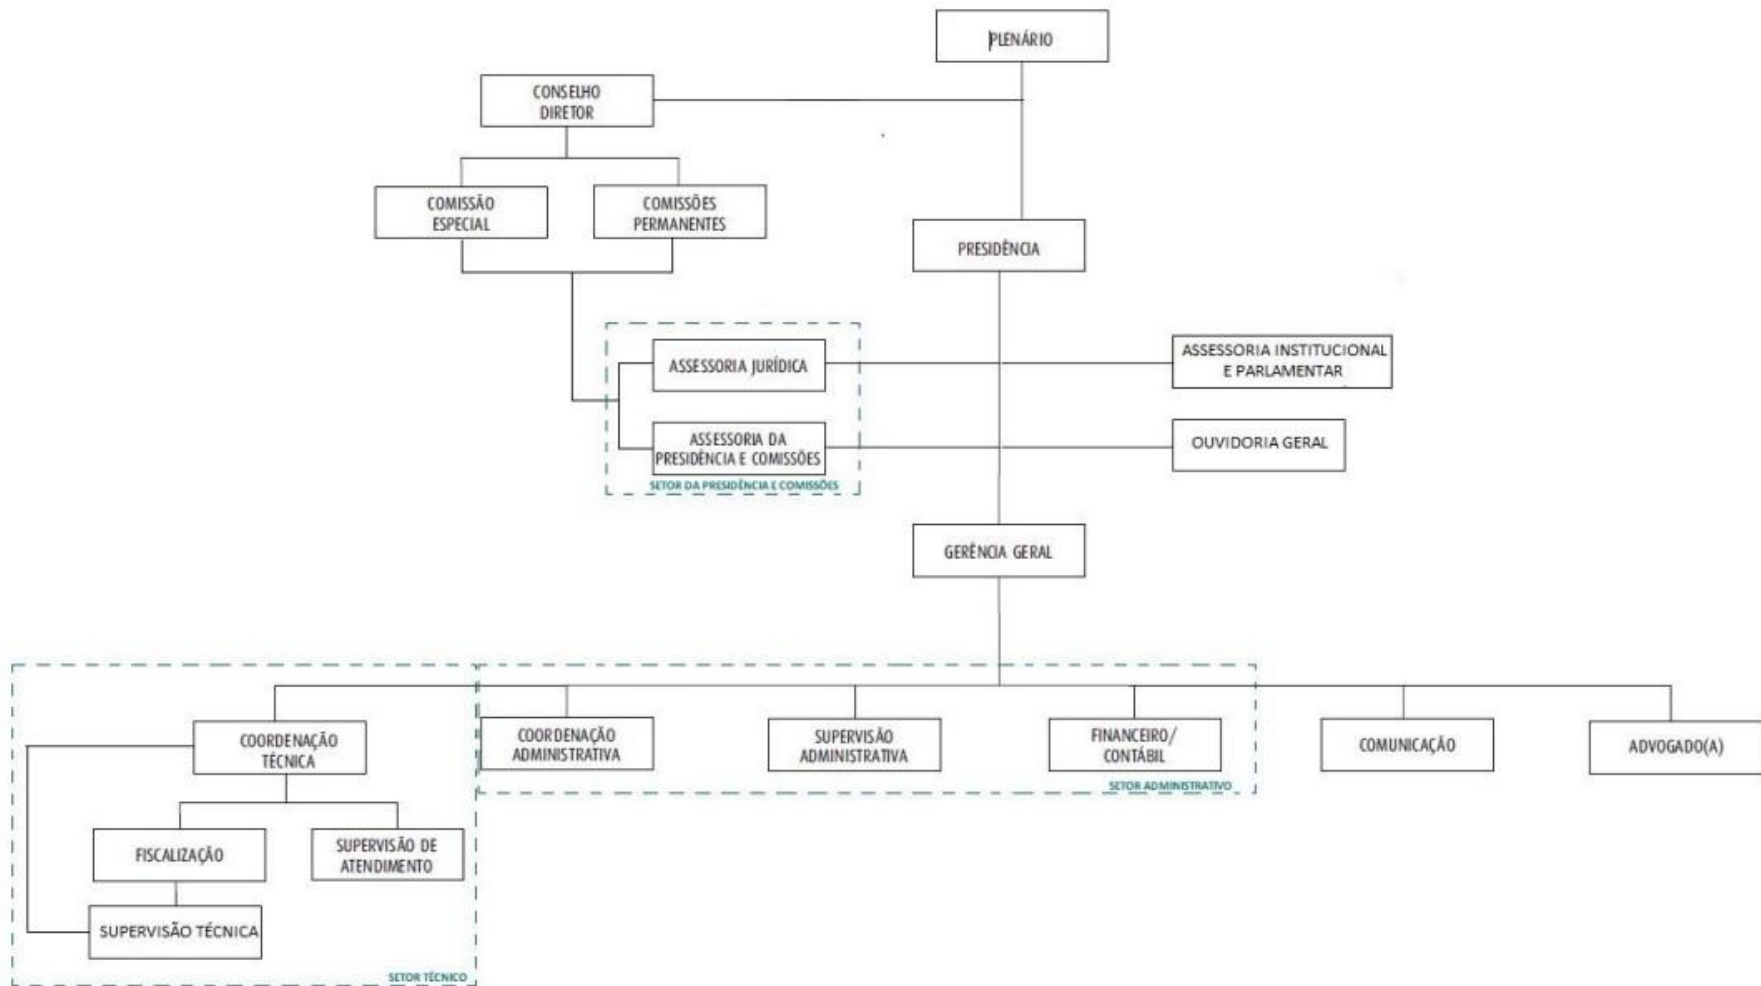 PLENÁRIO
CONSELHO
DIRETOR
COMISSÃO
ESPECIAL
COMISSÕES
PERMANENTES
PRESIDÊNCIA
ASSESSORIA JURÍDICA
ASSESSORIA INSTITUCIONAL
E PARLAMENTAR
ASSESSORIA DA
PRESIDÊNCIA E COMISSÕES
OUVIDORIA GERAL
SETOR DA PRESIDÊNCIA E COMISSÕES
GERÊNCIA GERAL
COORDENAÇÃO
TÉCNICA
COORDENAÇÃO
ADMINISTRATIVA
SUPERVISÃO
ADMINISTRATIVA
FINANCEIRO/
CONTÁBIL
COMUNICAÇÃO
ADVOGADO(A)
SETOR ADMINISTRATIVO
FISCALIZAÇÃO
SUPERVISÃO DE
ATENDIMENTO
SUPERVISÃO TÉCNICA
SETOR TÉCNICO